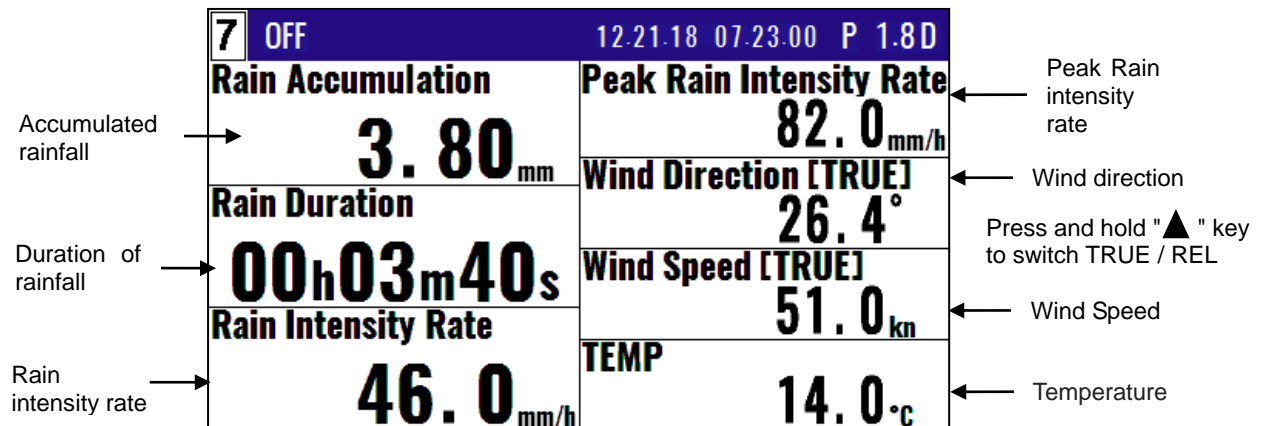 7 OFF 12.21.18 07.23.00 P 1.8D
Rain Accumulation
3.80mm
Rain Duration
00h03m40s
Rain Intensity Rate
46.0mm/h
Peak Rain Intensity Rate
82.0mm/h
Wind Direction [TRUE]
26.4°
Wind Speed [TRUE]
51.0kn
TEMP
14.0°C
Accumulated
rainfall
Duration of
rainfall
Rain
intensity rate
Peak Rain
intensity
rate
Wind direction
Press and hold "▲ " key
to switch TRUE / REL
Wind Speed
Temperature